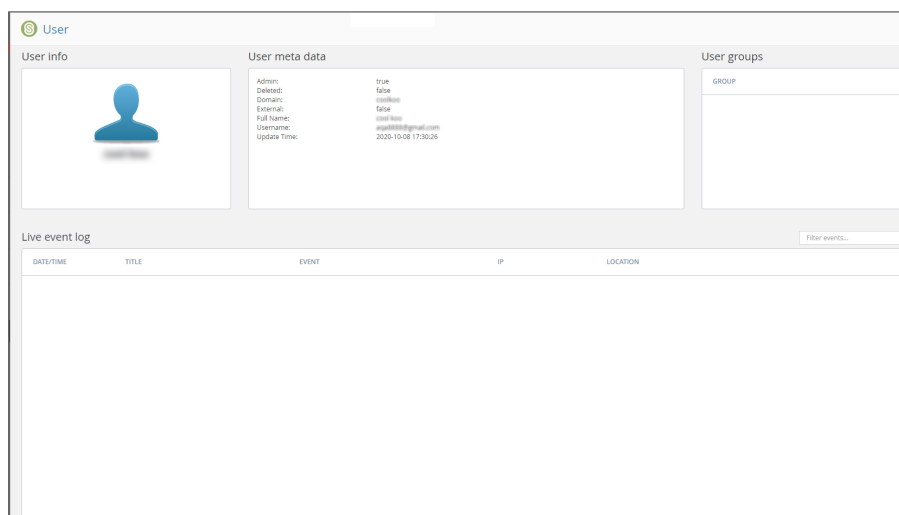 User
User info
User meta data
User groups
Admin: true
Deleted: false
Domain:
External: false
Full Name:
Username:
Update Time: 2020-10-08 17:30:26
GROUP
Live event log
Filter events...
DATE/TIME TITLE EVENT IP LOCATION